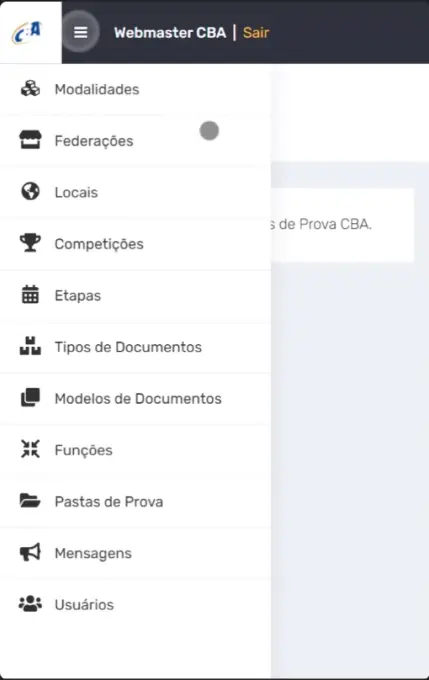 CBA
Webmaster CBA | Sair
Modalidades
Federações
Locais
s de Prova CBA.
Competições
Etapas
Tipos de Documentos
Modelos de Documentos
Funções
Pastas de Prova
Mensagens
Usuários